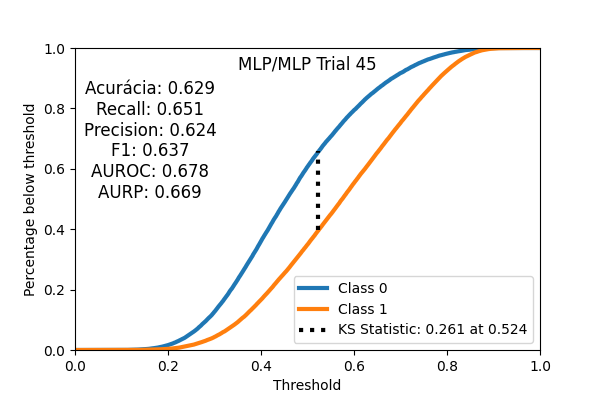 MLP/MLP Trial 45
Acurácia: 0.629
Recall: 0.651
Precision: 0.624
F1: 0.637
AUROC: 0.678
AURP: 0.669
Percentage below threshold
1.0
0.8
0.6
0.4
0.2
0.0
Class 0
Class 1
KS Statistic: 0.261 at 0.524
0.0 0.2 0.4 0.6 0.8 1.0
Threshold